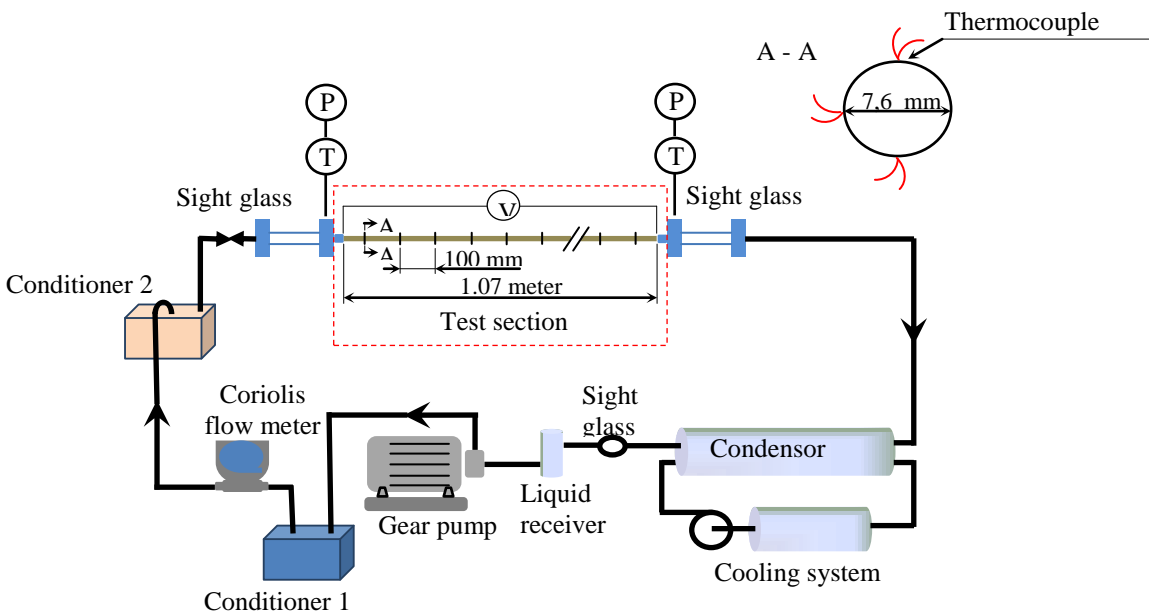 Thermocouple
A - A
7,6 mm
P
P
T
T
Sight glass
Sight glass
V
A
A
100 mm
1.07 meter
Test section
Conditioner 2
Coriolis
flow meter
Sight
glass
Condensor
Gear pump
Liquid
receiver
Cooling system
Conditioner 1